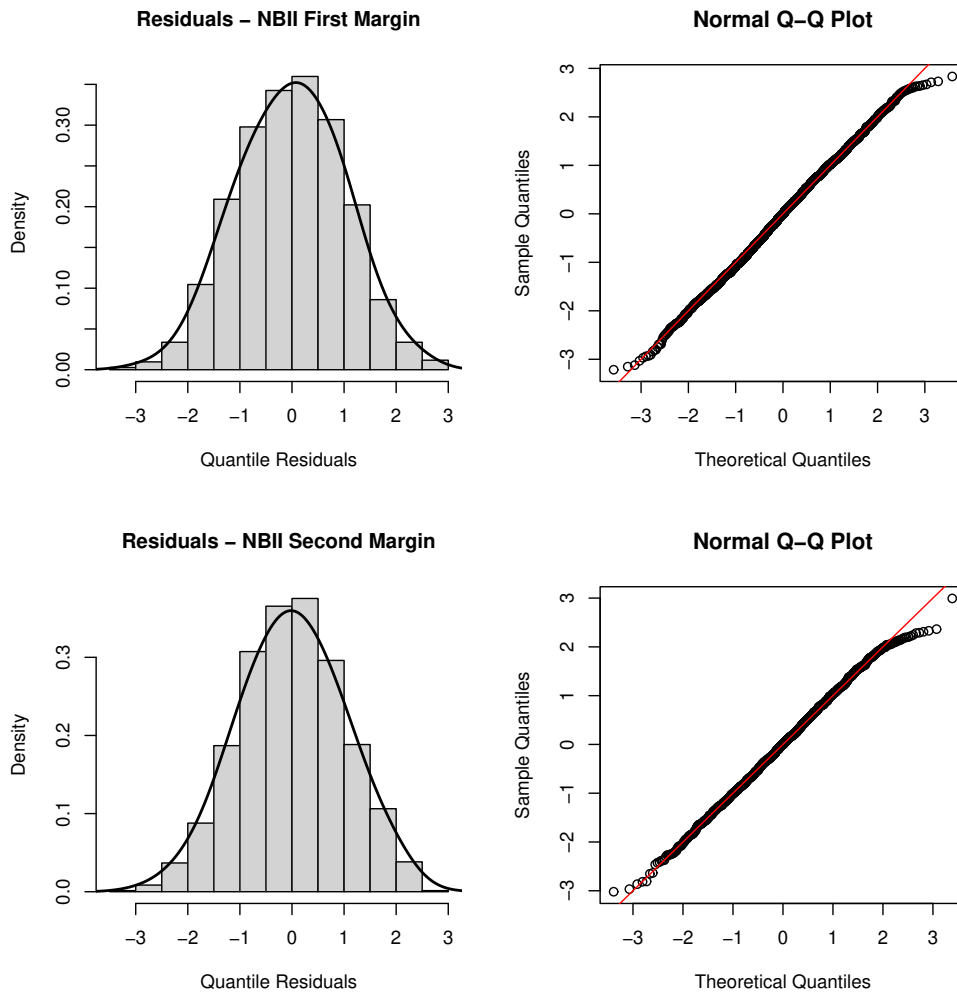 Residuals − NBII First Margin
Density
0.00 0.10 0.20 0.30
−3 −2 −1 0 1 2 3
Quantile Residuals
Normal Q−Q Plot
Sample Quantiles
−3 −2 −1 0 1 2 3
−3 −2 −1 0 1 2 3
Theoretical Quantiles
Residuals − NBII Second Margin
Density
0.0 0.1 0.2 0.3
−3 −2 −1 0 1 2 3
Quantile Residuals
Normal Q−Q Plot
Sample Quantiles
−3 −2 −1 0 1 2 3
−3 −2 −1 0 1 2 3
Theoretical Quantiles